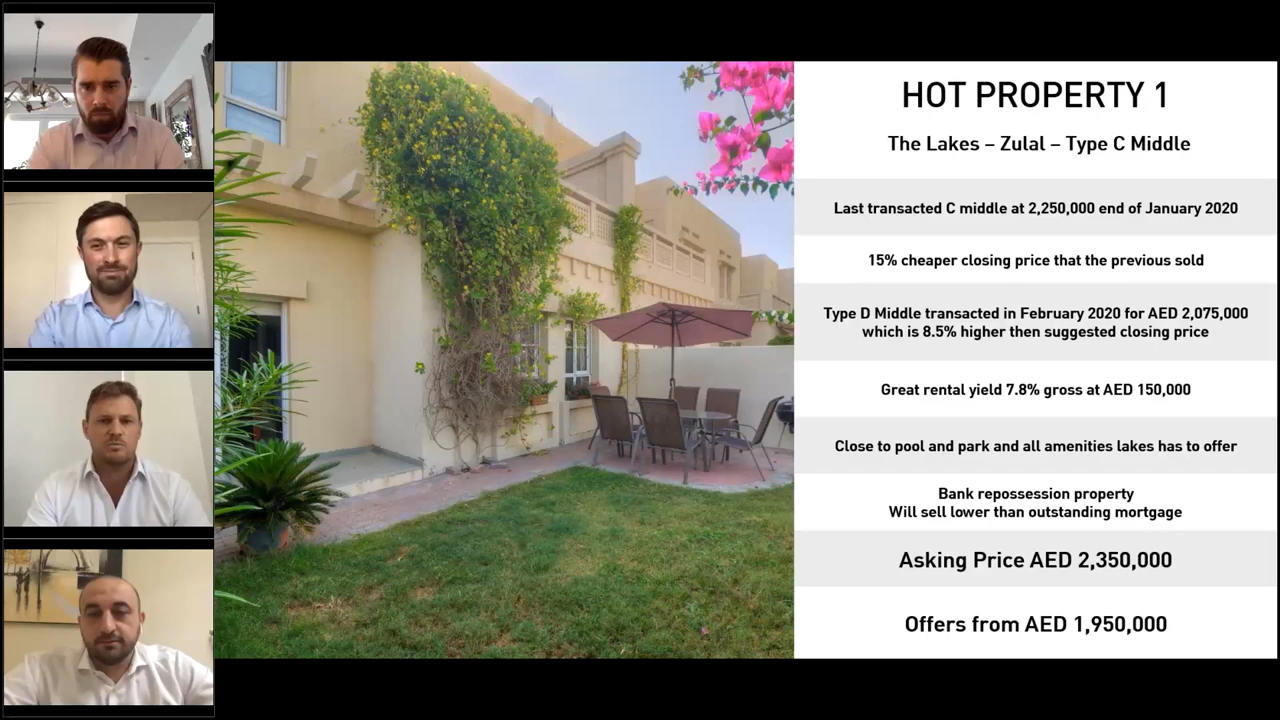 HOT PROPERTY 1
The Lakes – Zulal – Type C Middle
Last transacted C middle at 2,250,000 end of January 2020
15% cheaper closing price that the previous sold
Type D Middle transacted in February 2020 for AED 2,075,000
which is 8.5% higher then suggested closing price
Great rental yield 7.8% gross at AED 150,000
Close to pool and park and all amenities lakes has to offer
Bank repossession property
Will sell lower than outstanding mortgage
Asking Price AED 2,350,000
Offers from AED 1,950,000